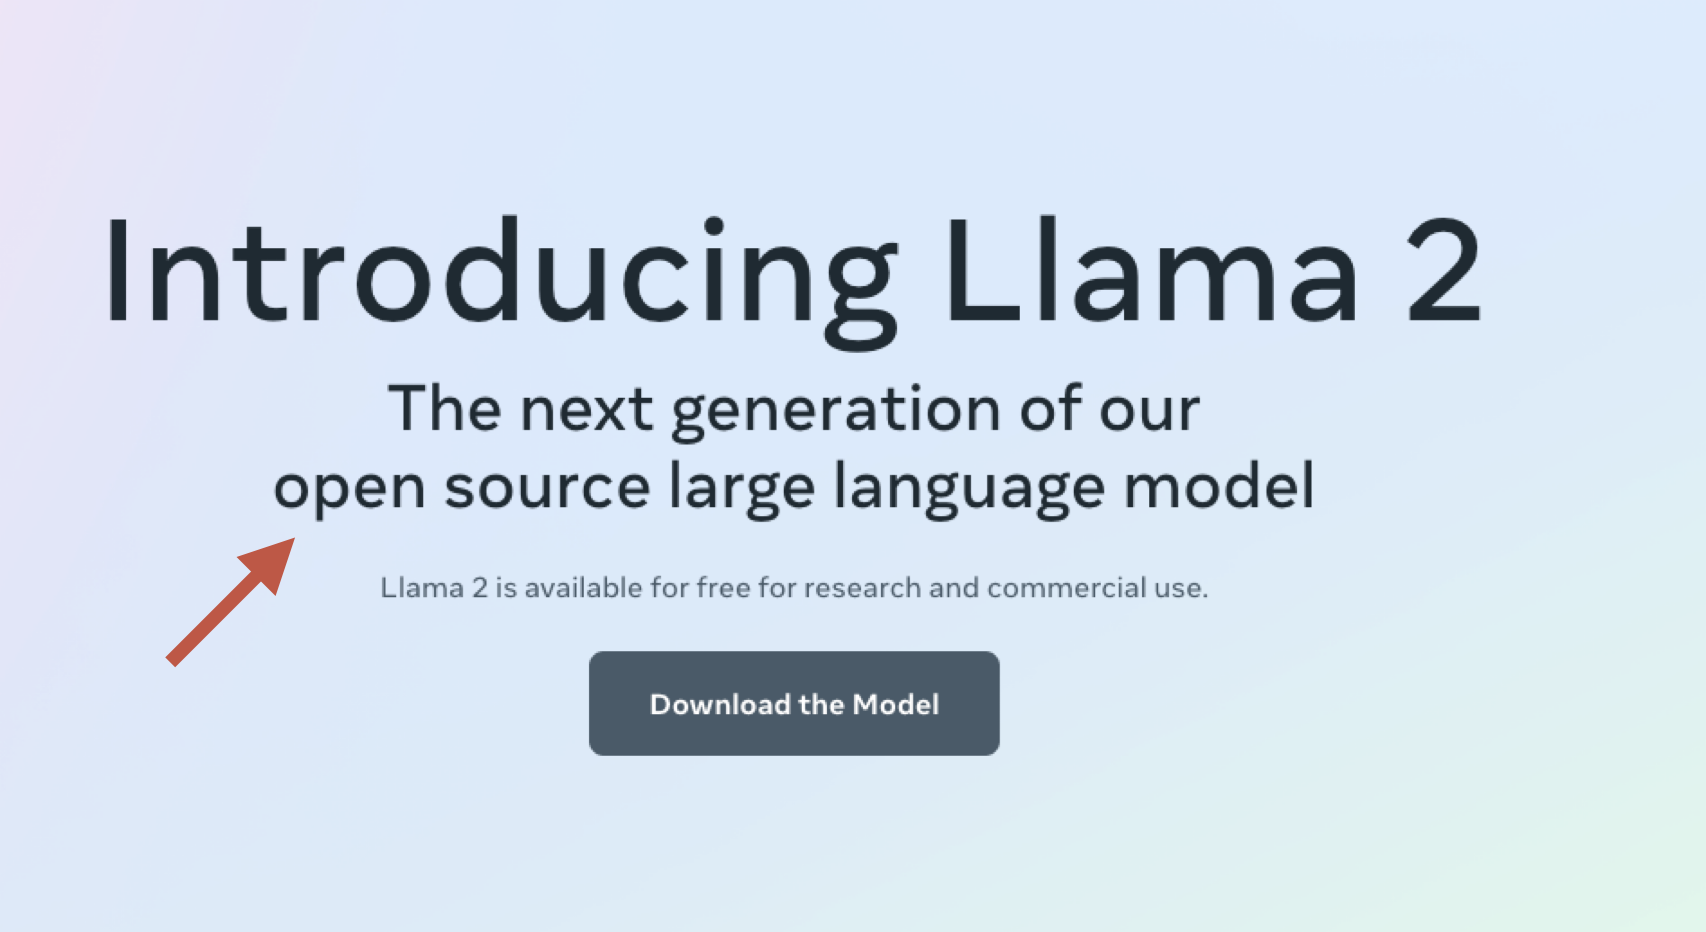 Introducing Llama 2
The next generation of our
open source large language model
Llama 2 is available for free for research and commercial use.
Download the Model